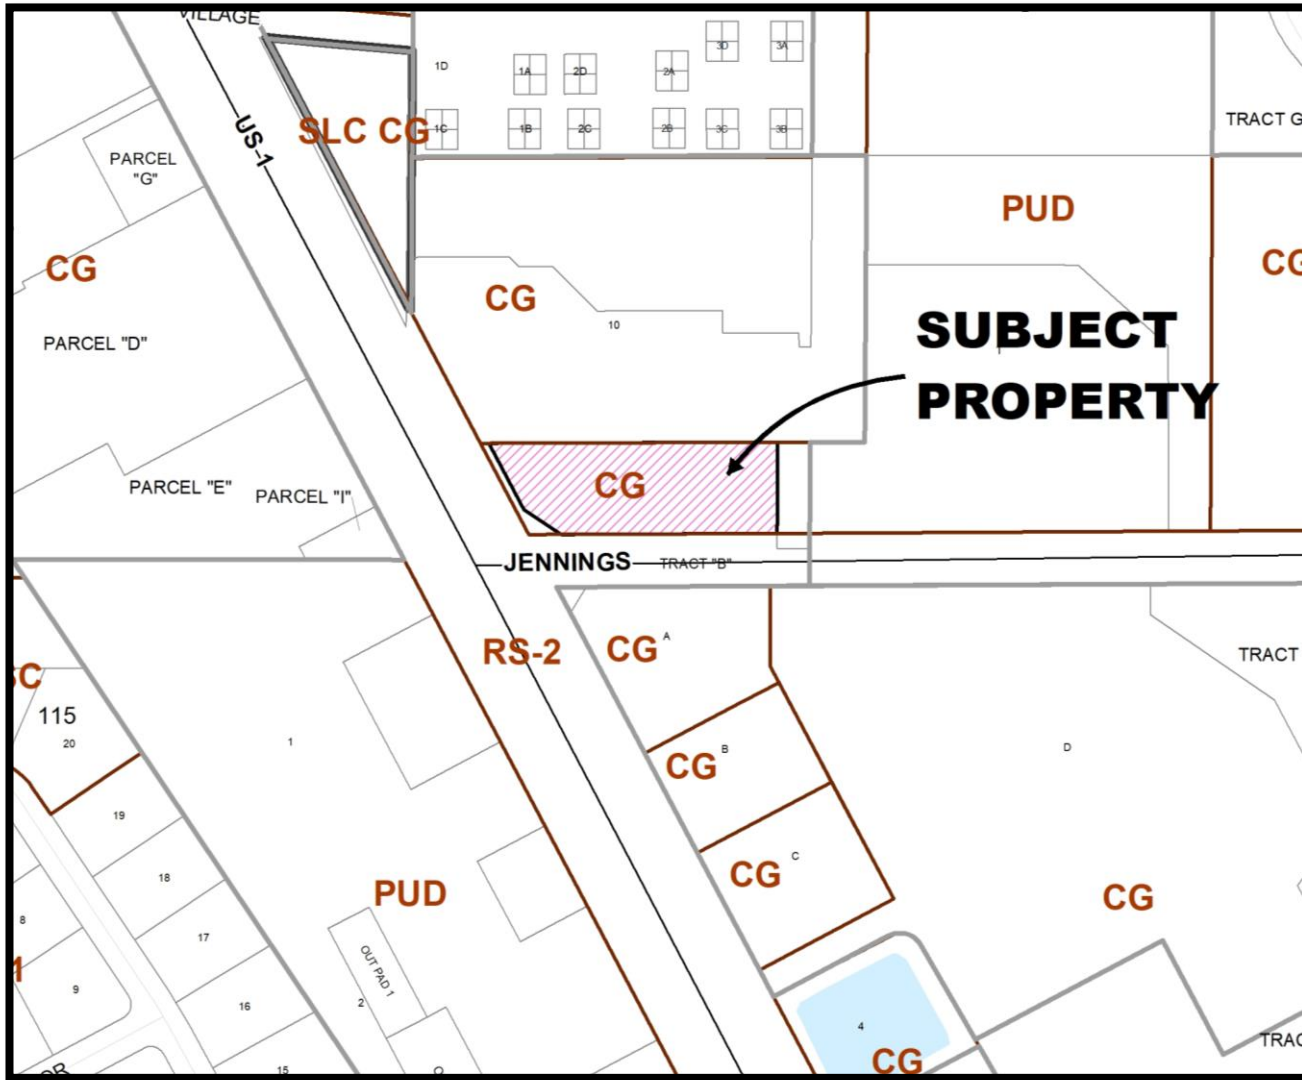 VILLAGE
1D
1A
2D
2A
3D
3A
1C
1B
2C
2B
3C
3B
TRACT G
US-1
SLC CG
PARCEL
"G"
PUD
CG
CG
CG
10
PARCEL "D"
SUBJECT
PROPERTY
PARCEL "E"
PARCEL "I"
CG
JENNINGS
TRACT "B"
RS-2
CG
A
TRACT
115
20
1
CG
B
D
19
CG
C
18
PUD
CG
8
17
OUT PAD 1
9
2
16
4
CG
15